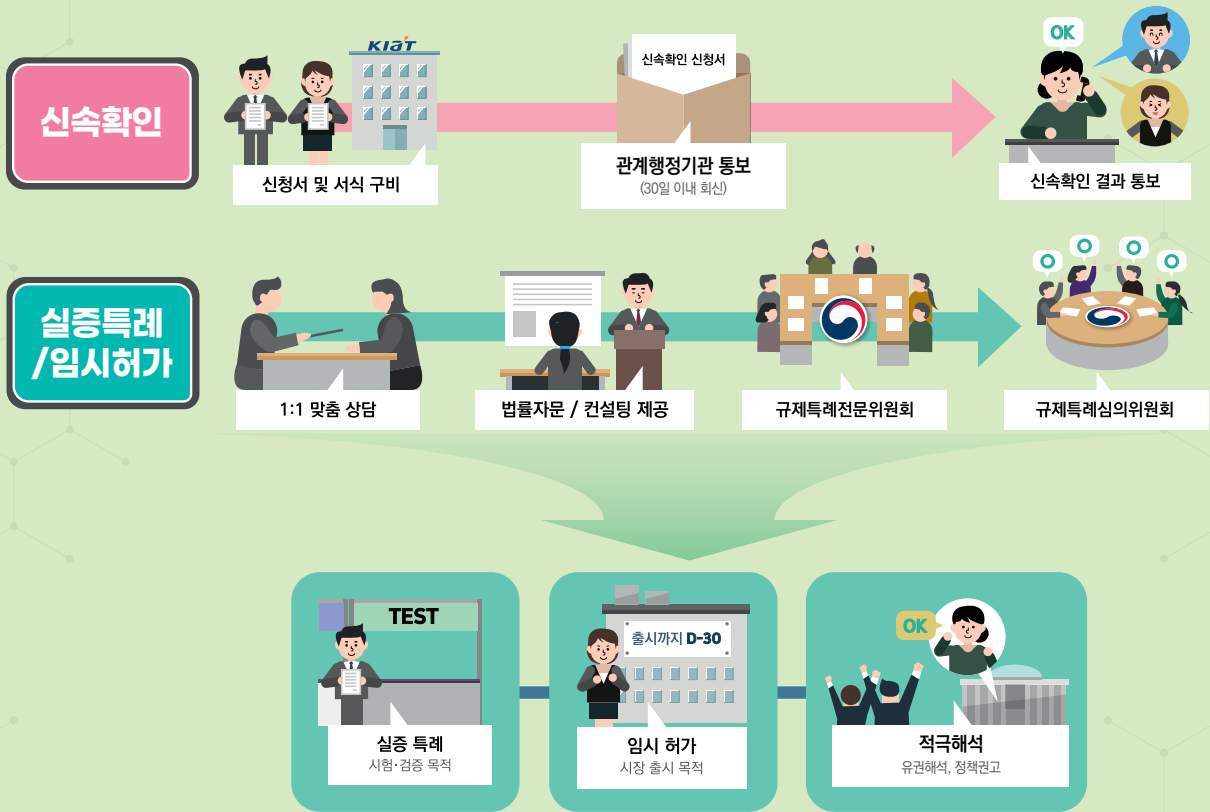 신속확인
KIAT
신청서 및 서식 구비
신속확인 신청서
관계행정기관 통보
(30일 이내 회신)
OK
신속확인 결과 통보
실증특례
/임시허가
1:1 맞춤 상담
법률자문 / 컨설팅 제공
규제특례전문위원회
규제특례심의위원회
TEST
실증 특례
시험·검증 목적
출시까지 D-30
임시 허가
시장 출시 목적
OK
적극해석
유권해석, 정책권고